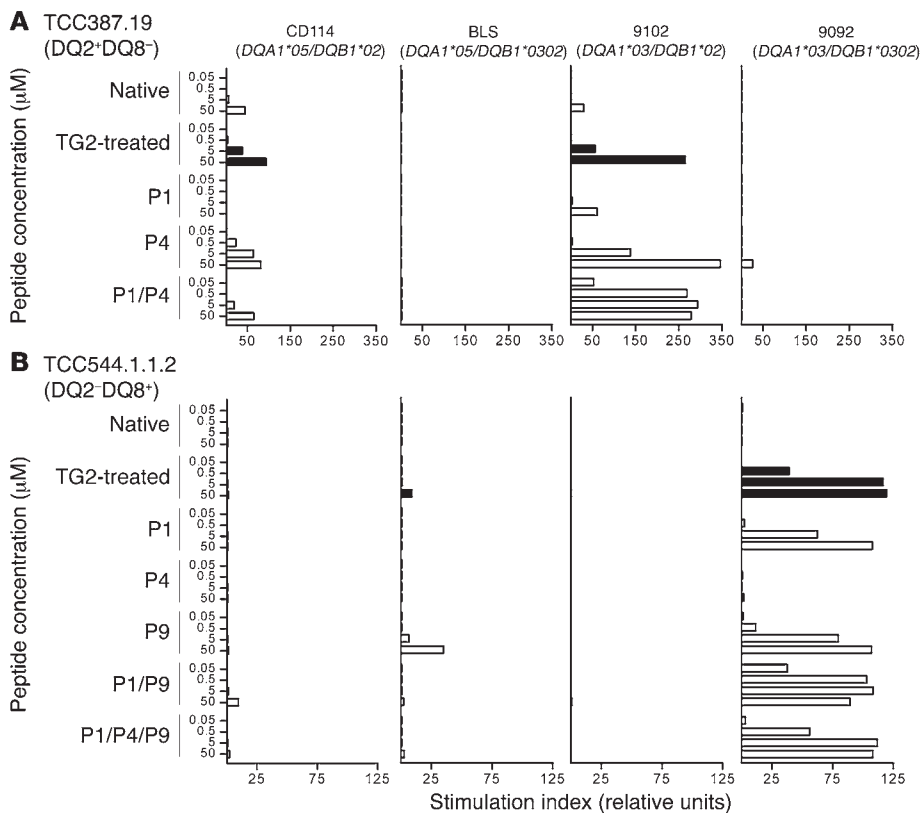 A TCC387.19
(DQ2⁺DQ8⁻)
CD114
(DQA1*05/DQB1*02)
BLS
(DQA1*05/DQB1*0302)
9102
(DQA1*03/DQB1*02)
9092
(DQA1*03/DQB1*0302)
Peptide concentration (μM)
Native
0.05
0.5
5
50
TG2-treated
0.05
0.5
5
50
P1
0.05
0.5
5
50
P4
0.05
0.5
5
50
P1/P4
0.05
0.5
5
50
50 150 250 350 50 150 250 350 50 150 250 350 50 150 250 350
B TCC544.1.1.2
(DQ2⁻DQ8⁺)
Peptide concentration (μM)
Native
0.05
0.5
5
50
TG2-treated
0.05
0.5
5
50
P1
0.05
0.5
5
50
P4
0.05
0.5
5
50
P9
0.05
0.5
5
50
P1/P9
0.05
0.5
5
50
P1/P4/P9
0.05
0.5
5
50
25 75 125 25 75 125 25 75 125 25 75 125
Stimulation index (relative units)